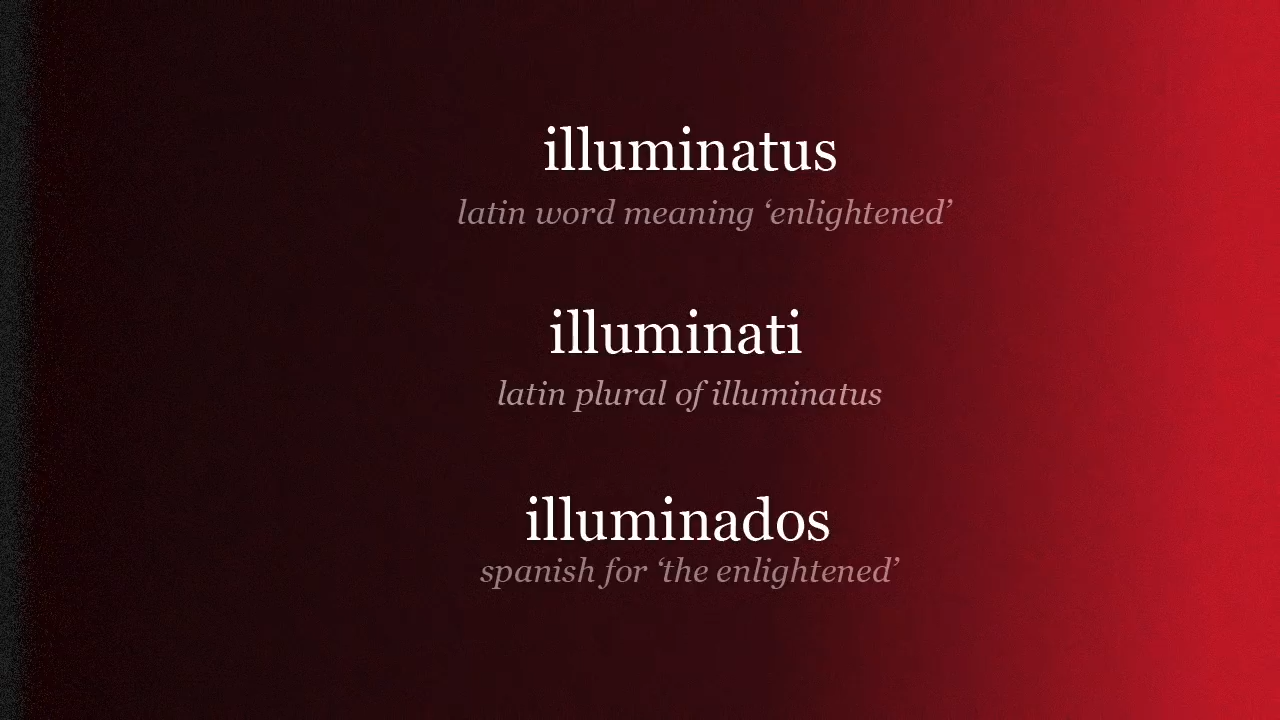 illuminatus
latin word meaning ‘enlightened’
illuminati
latin plural of illuminatus
illuminados
spanish for ‘the enlightened’